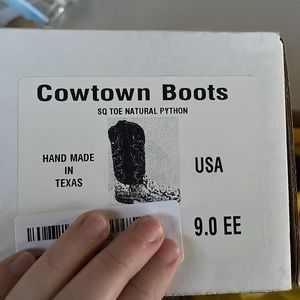 Cowtown Boots
SQ TOE NATURAL PYTHON
HAND MADE
IN
TEXAS
USA
9.0 EE